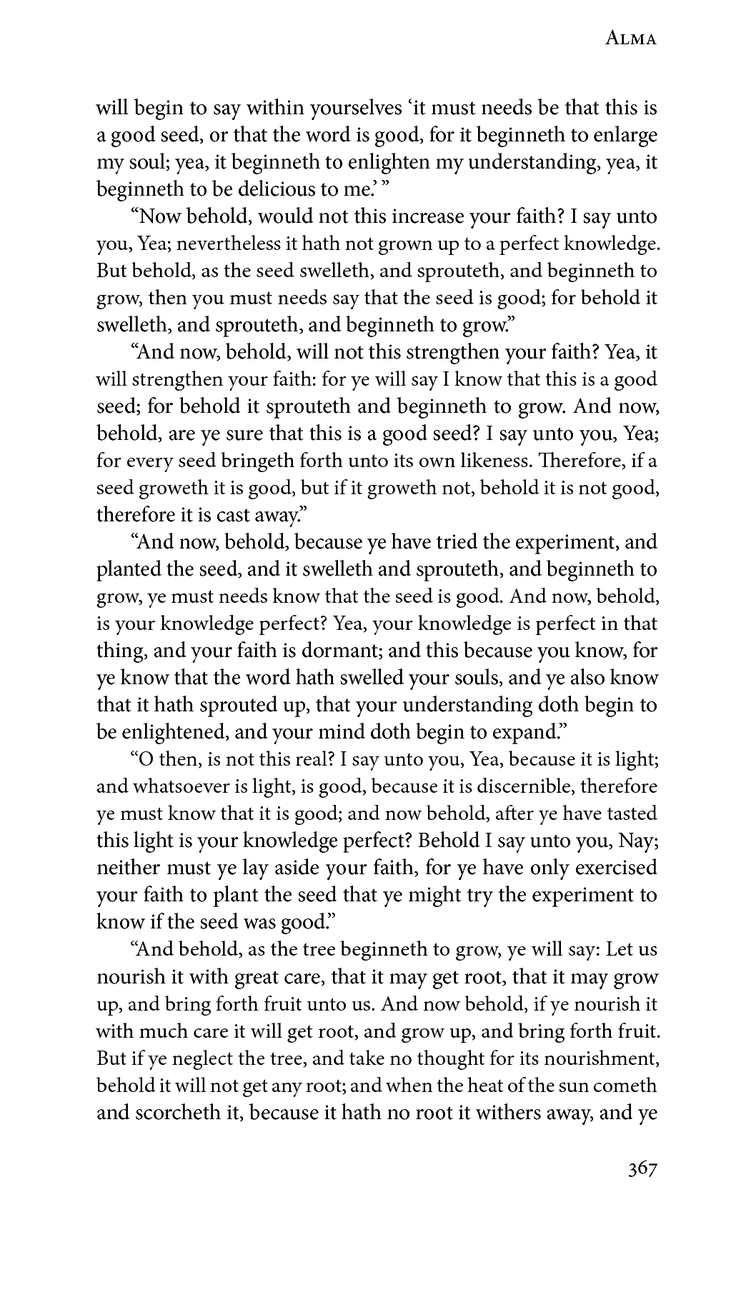 Alma
will begin to say within yourselves ‘it must needs be that this is
a good seed, or that the word is good, for it beginneth to enlarge
my soul; yea, it beginneth to enlighten my understanding, yea, it
beginneth to be delicious to me.’ ”
“Now behold, would not this increase your faith? I say unto
you, Yea; nevertheless it hath not grown up to a perfect knowledge.
But behold, as the seed swelleth, and sprouteth, and beginneth to
grow, then you must needs say that the seed is good; for behold it
swelleth, and sprouteth, and beginneth to grow.”
“And now, behold, will not this strengthen your faith? Yea, it
will strengthen your faith: for ye will say I know that this is a good
seed; for behold it sprouteth and beginneth to grow. And now,
behold, are ye sure that this is a good seed? I say unto you, Yea;
for every seed bringeth forth unto its own likeness. Therefore, if a
seed groweth it is good, but if it groweth not, behold it is not good,
therefore it is cast away.”
“And now, behold, because ye have tried the experiment, and
planted the seed, and it swelleth and sprouteth, and beginneth to
grow, ye must needs know that the seed is good. And now, behold,
is your knowledge perfect? Yea, your knowledge is perfect in that
thing, and your faith is dormant; and this because you know, for
ye know that the word hath swelled your souls, and ye also know
that it hath sprouted up, that your understanding doth begin to
be enlightened, and your mind doth begin to expand.”
“O then, is not this real? I say unto you, Yea, because it is light;
and whatsoever is light, is good, because it is discernible, therefore
ye must know that it is good; and now behold, after ye have tasted
this light is your knowledge perfect? Behold I say unto you, Nay;
neither must ye lay aside your faith, for ye have only exercised
your faith to plant the seed that ye might try the experiment to
know if the seed was good.”
“And behold, as the tree beginneth to grow, ye will say: Let us
nourish it with great care, that it may get root, that it may grow
up, and bring forth fruit unto us. And now behold, if ye nourish it
with much care it will get root, and grow up, and bring forth fruit.
But if ye neglect the tree, and take no thought for its nourishment,
behold it will not get any root; and when the heat of the sun cometh
and scorcheth it, because it hath no root it withers away, and ye
367